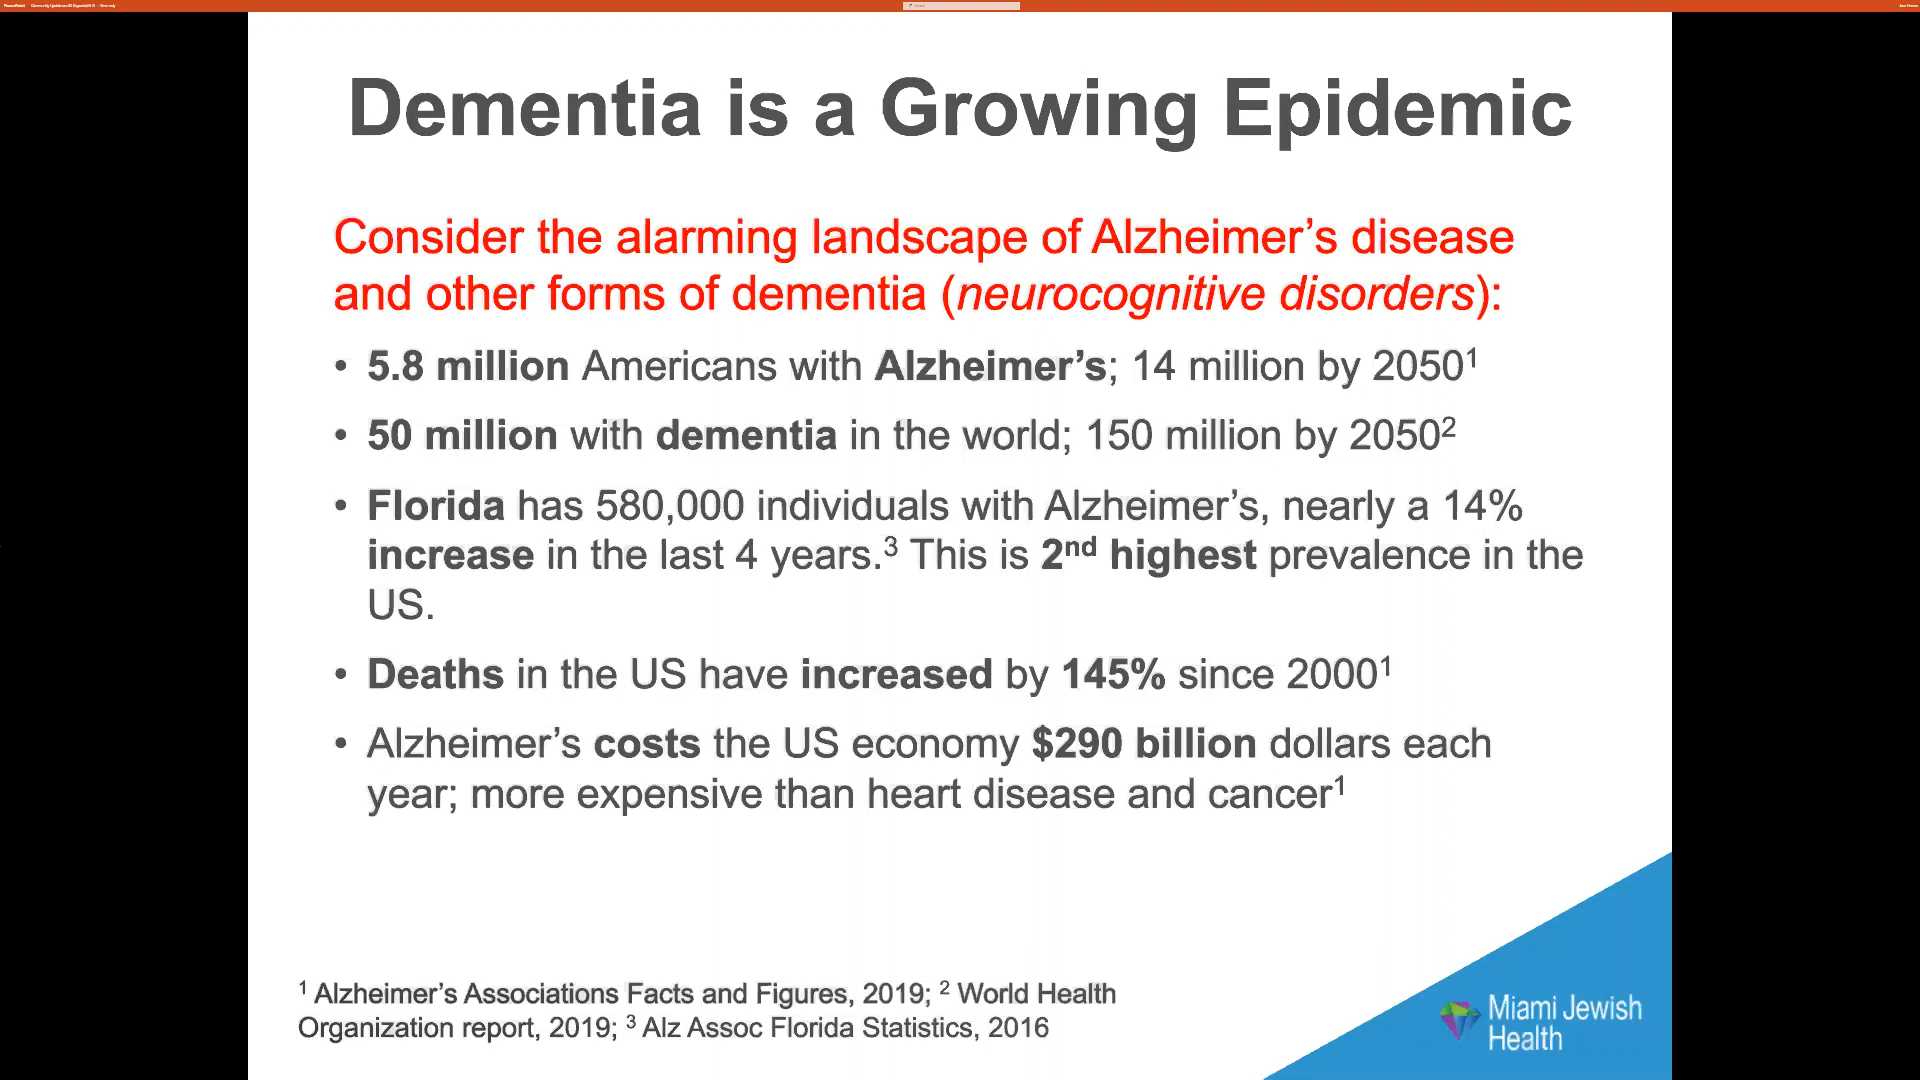 Dementia is a Growing Epidemic
Consider the alarming landscape of Alzheimer’s disease
and other forms of dementia (neurocognitive disorders):
• 5.8 million Americans with Alzheimer’s; 14 million by 2050¹
• 50 million with dementia in the world; 150 million by 2050²
• Florida has 580,000 individuals with Alzheimer’s, nearly a 14%
increase in the last 4 years.³ This is 2nd highest prevalence in the
US.
• Deaths in the US have increased by 145% since 2000¹
• Alzheimer’s costs the US economy $290 billion dollars each
year; more expensive than heart disease and cancer¹
¹ Alzheimer’s Associations Facts and Figures, 2019; ² World Health
Organization report, 2019; ³ Alz Assoc Florida Statistics, 2016
Miami Jewish
Health